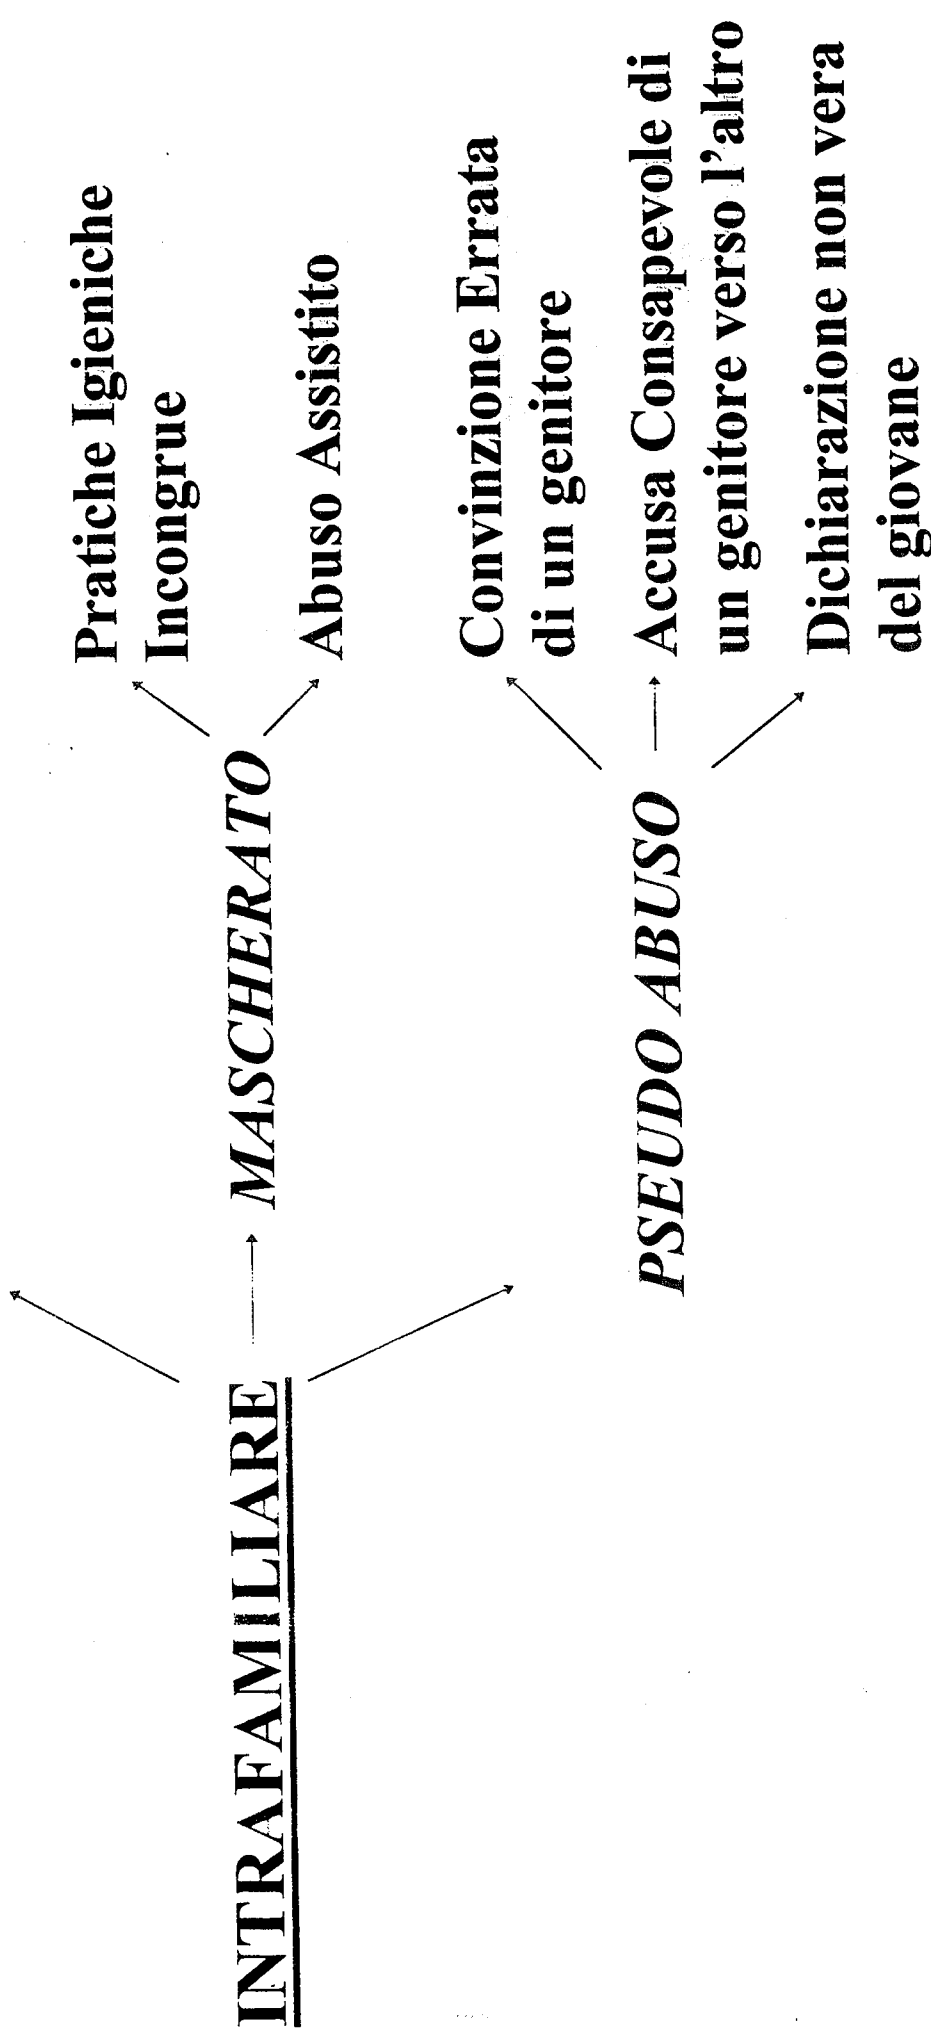 INTRAFAMILIARE
MASCHERATO
Pratiche Igieniche
Incongrue
Abuso Assistito
PSEUDO ABUSO
Convinzione Errata
di un genitore
Accusa Consapevole di
un genitore verso l'altro
Dichiarazione non vera
del giovane